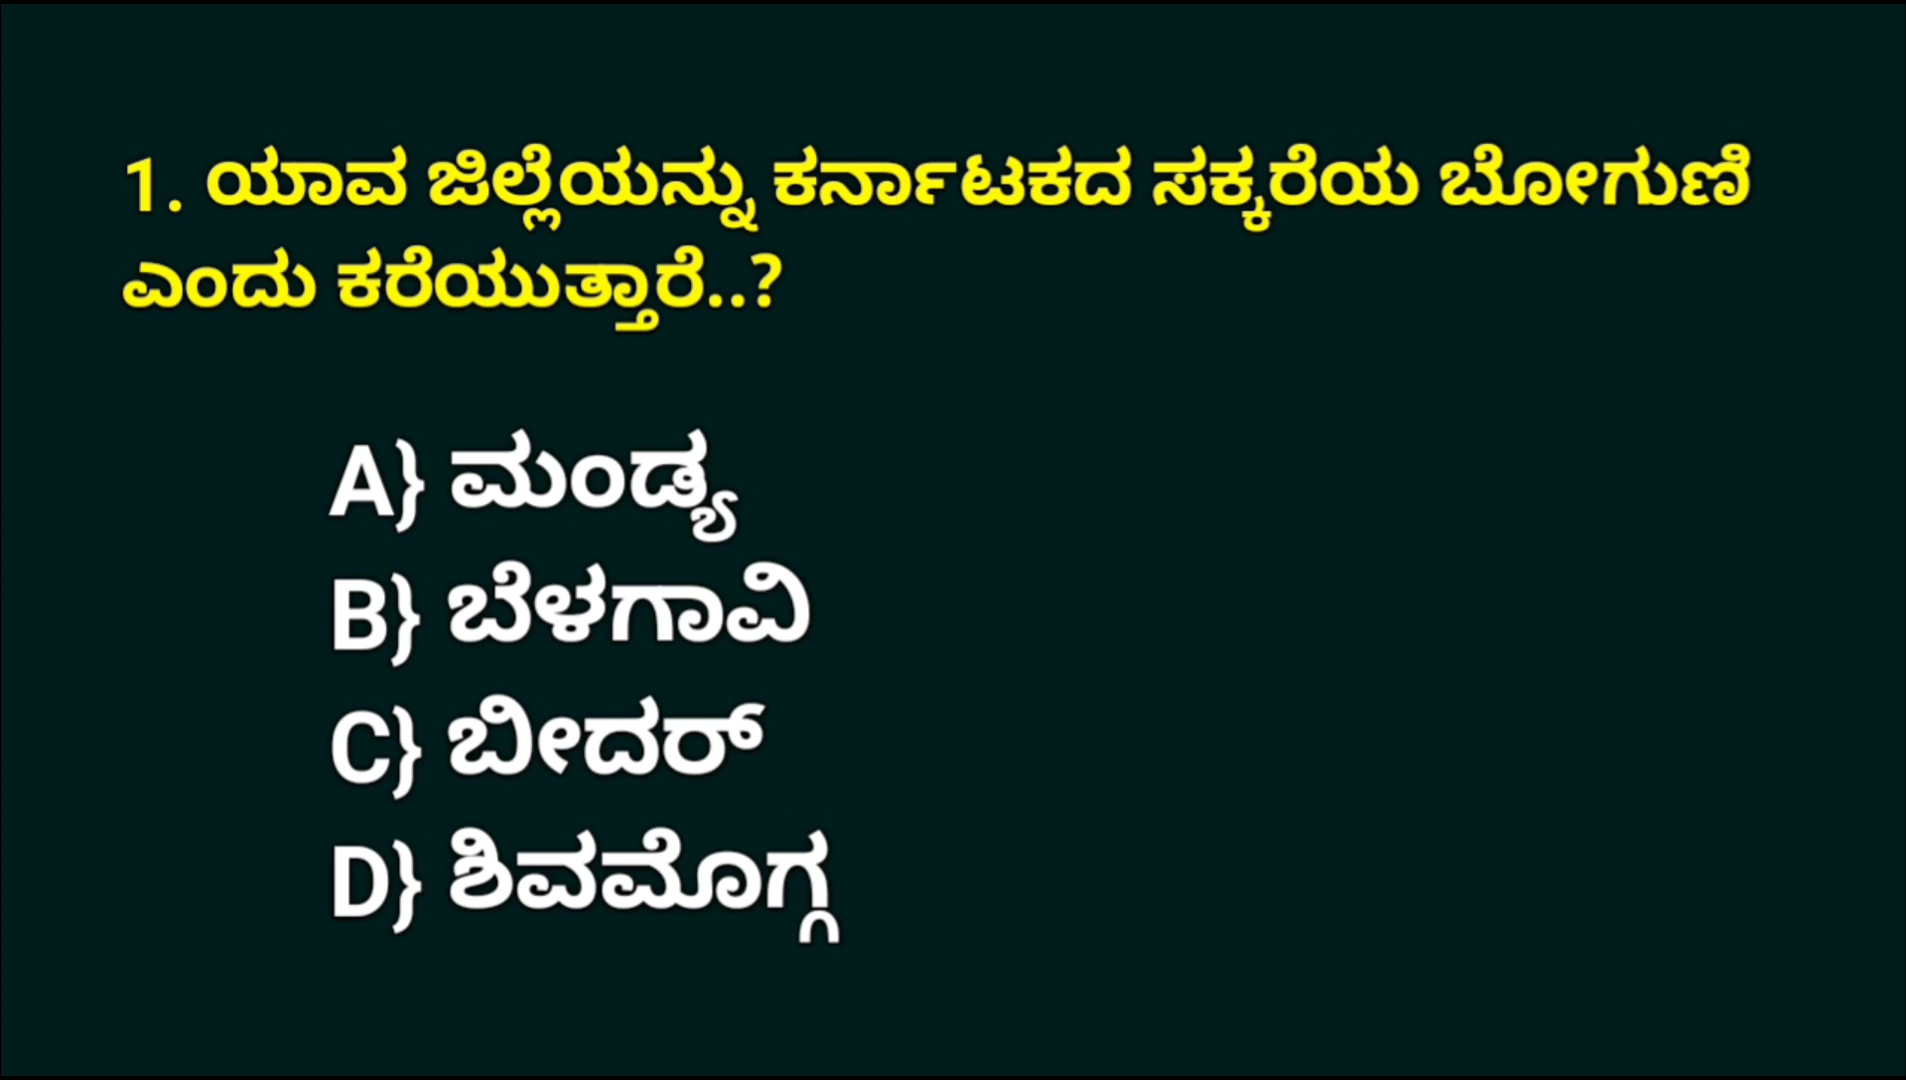 1. ಯಾವ ಜಿಲ್ಲೆಯನ್ನು ಕರ್ನಾಟಕದ ಸಕ್ಕರೆಯ ಬೋಗುಣಿ
ಎಂದು ಕರೆಯುತ್ತಾರೆ..?
A} ಮಂಡ್ಯ
B} ಬೆಳಗಾವಿ
C} ಬೀದರ್
D} ಶಿವಮೊಗ್ಗ